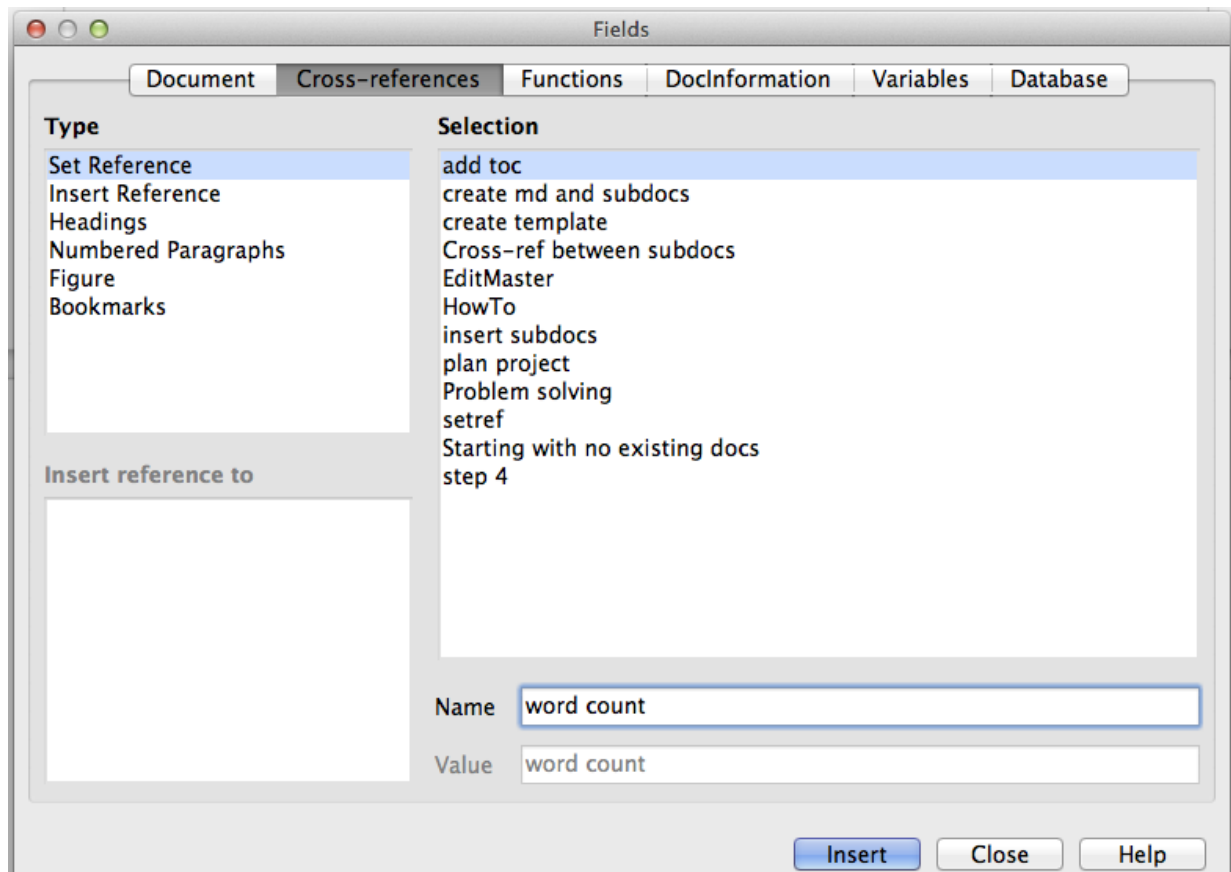 Fields
Document Cross-references Functions DocInformation Variables Database
Type
Set Reference
Insert Reference
Headings
Numbered Paragraphs
Figure
Bookmarks
Insert reference to
Selection
add toc
create md and subdocs
create template
Cross-ref between subdocs
EditMaster
HowTo
insert subdocs
plan project
Problem solving
setref
Starting with no existing docs
step 4
Name word count
Value word count
Insert Close Help